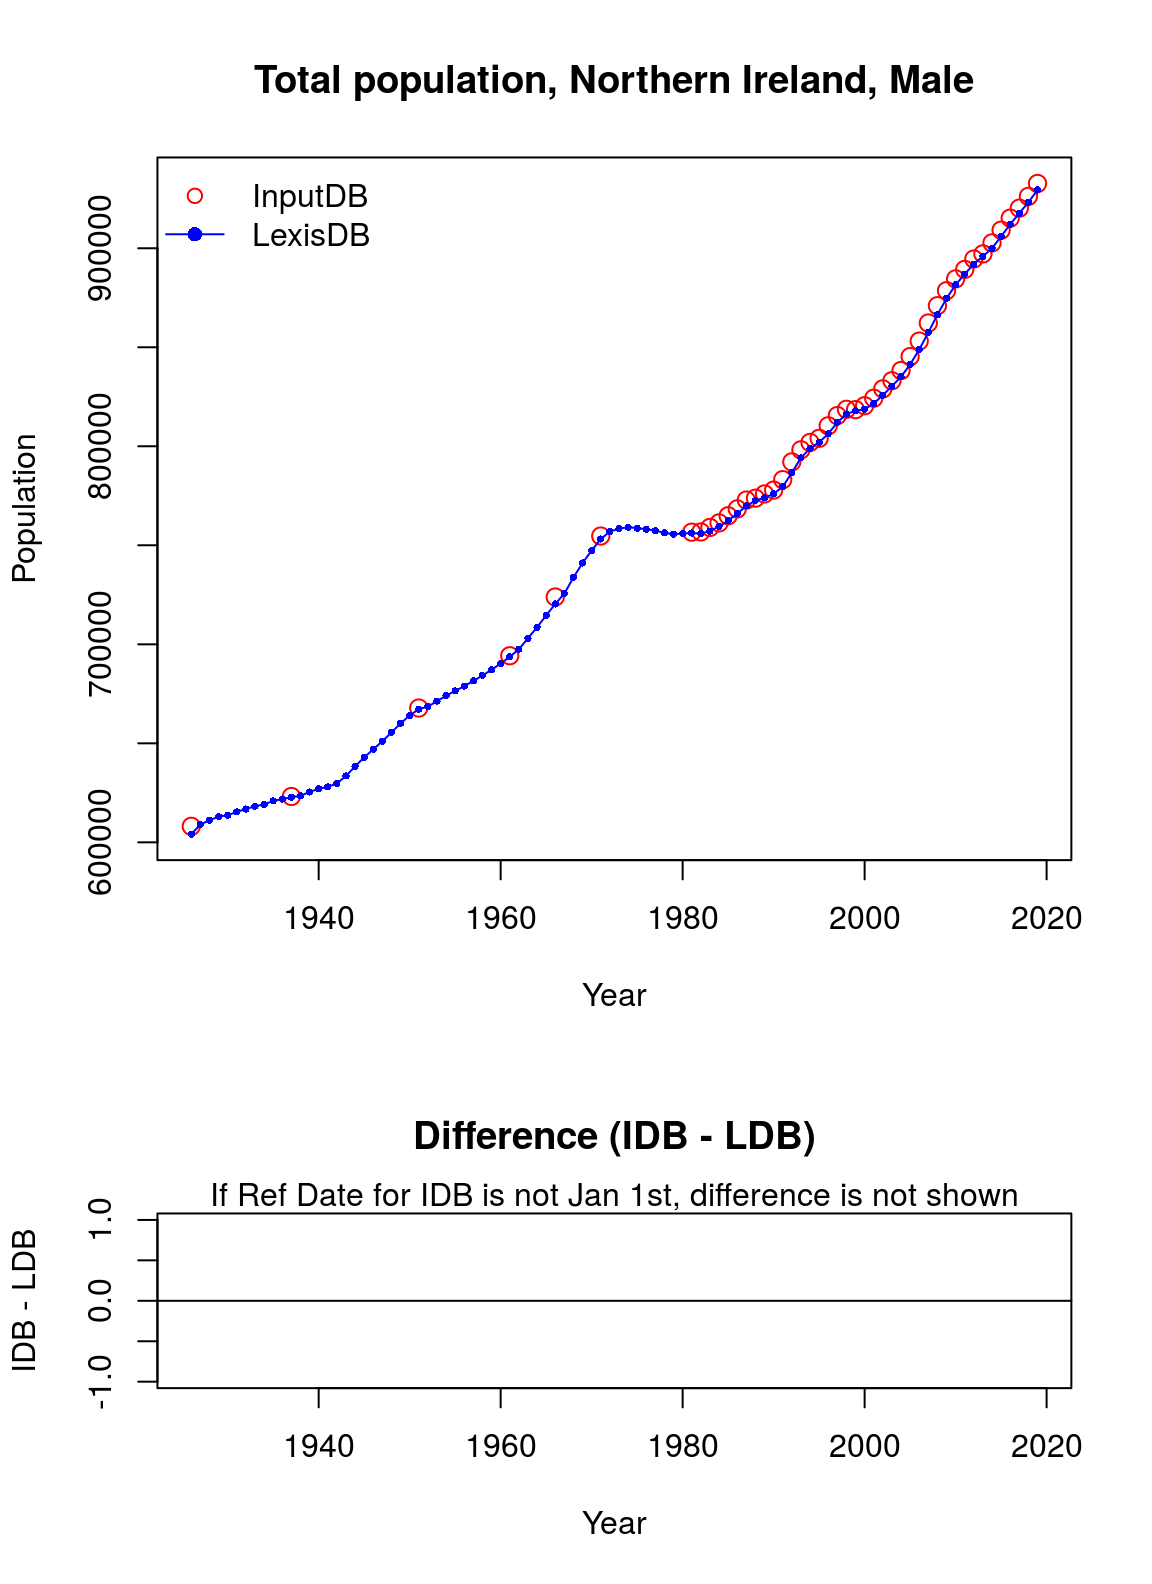 Total population, Northern Ireland, Male
InputDB
LexisDB
Population
900000
800000
700000
600000
1940 1960 1980 2000 2020
Year
Difference (IDB - LDB)
If Ref Date for IDB is not Jan 1st, difference is not shown
IDB - LDB
1.0
0.0
-1.0
1940 1960 1980 2000 2020
Year